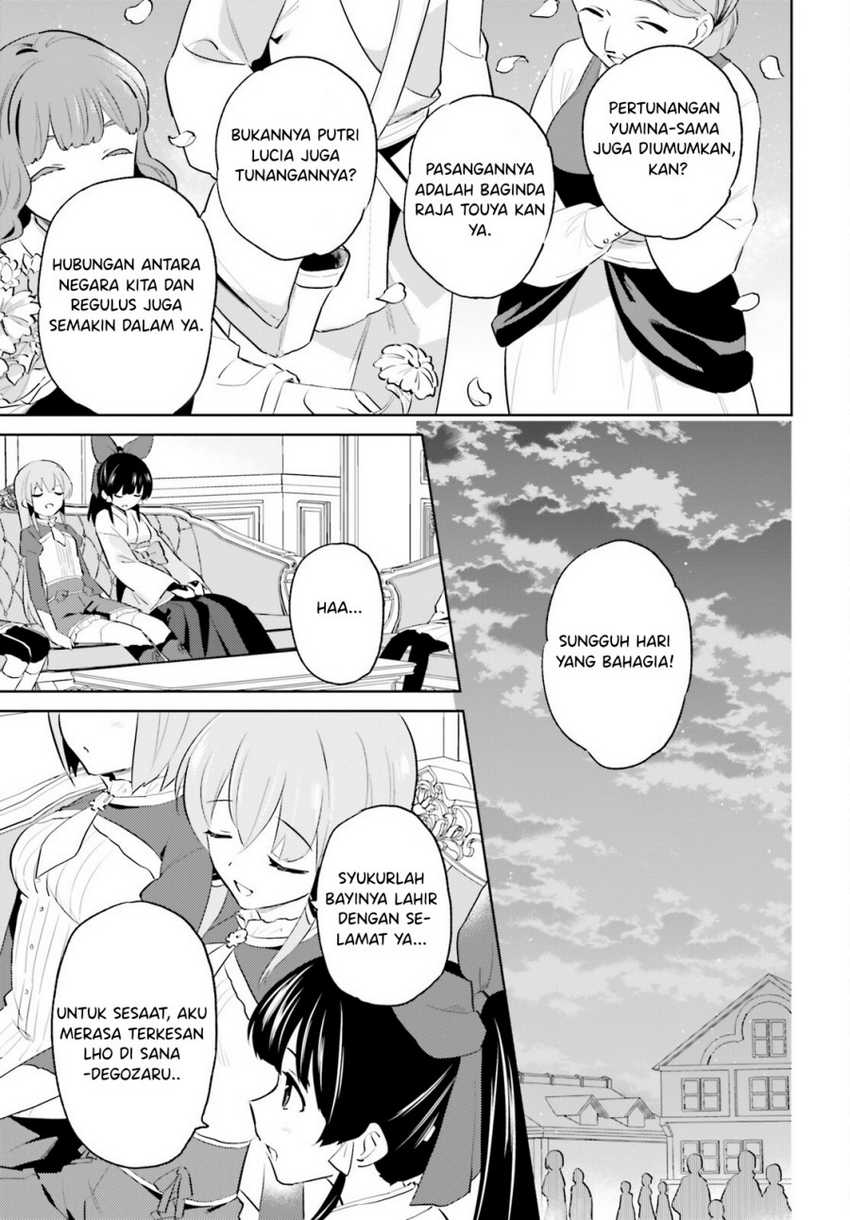 PERTUNANGAN
YUMINA-SAMA
JUGA DIUMUMKAN,
KAN?
PASANGANNYA
ADALAH BAGINDA
RAJA TOUYA KAN
YA.
BUKANNYA PUTRI
LUCIA JUGA
TUNANGANNYA?
HUBUNGAN ANTARA
NEGARA KITA DAN
REGULUS JUGA
SEMAKIN DALAM YA.
SUNGGUH HARI
YANG BAHAGIA!
HAA...
SYUKURLAH
BAYINYA LAHIR
DENGAN SE-
LAMAT YA...
UNTUK SESAAT, AKU
MERASA TERKESAN
LHO DI SANA
-DEGOZARU..